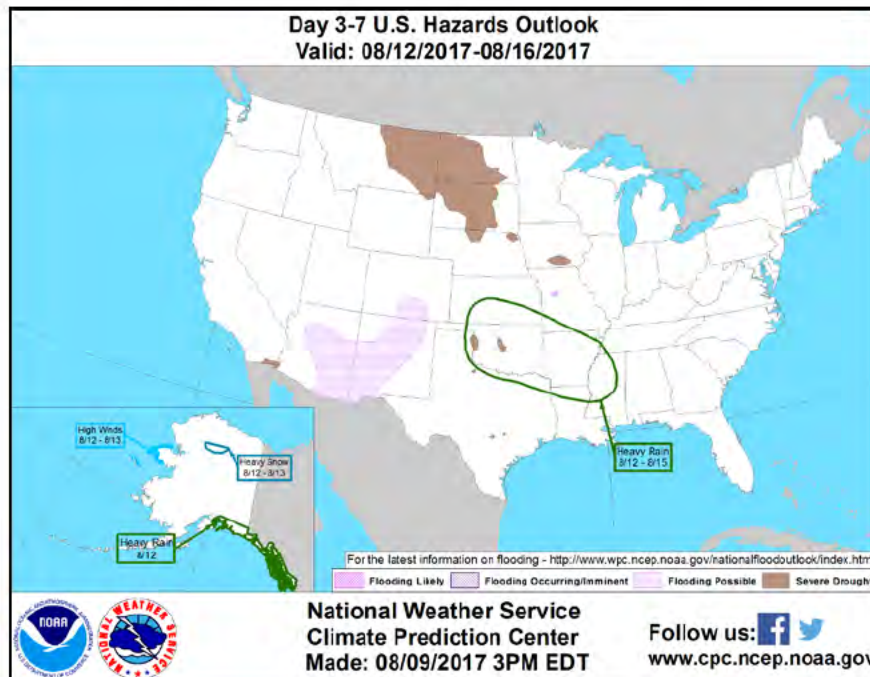 Day 3-7 U.S. Hazards Outlook
Valid: 08/12/2017-08/16/2017
High Winds
8/12 - 8/13
Heavy Snow
8/12 - 8/13
Heavy Rain
8/12
Heavy Rain
8/12 - 8/15
For the latest information on flooding - http://www.wpc.ncep.noaa.gov/nationalfloodoutlook/index.htm
Flooding Likely
Flooding Occurring/Imminent
Flooding Possible
Severe Drought
NOAA
NATIONAL WEATHER SERVICE
National Weather Service
Climate Prediction Center
Made: 08/09/2017 3PM EDT
Follow us:
www.cpc.ncep.noaa.gov